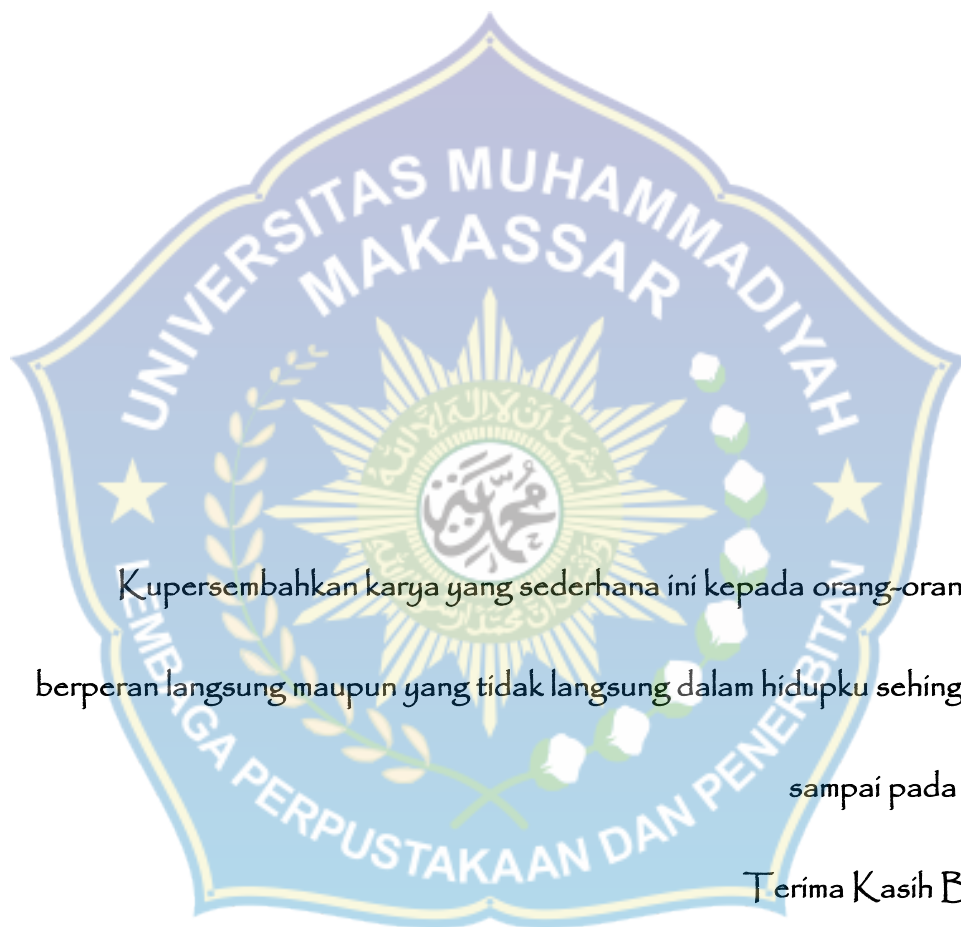 UNIVERSITAS MUHAMMADIYAH
MAKASSAR
محمدية
Kupersembahkan karya yang sederhana ini kepada orang-oran
berperan langsung maupun yang tidak langsung dalam hidupku sehing
sampai pada
Terima Kasih B
LEMBAGA PERPUSTAKAAN DAN PENERBITAN